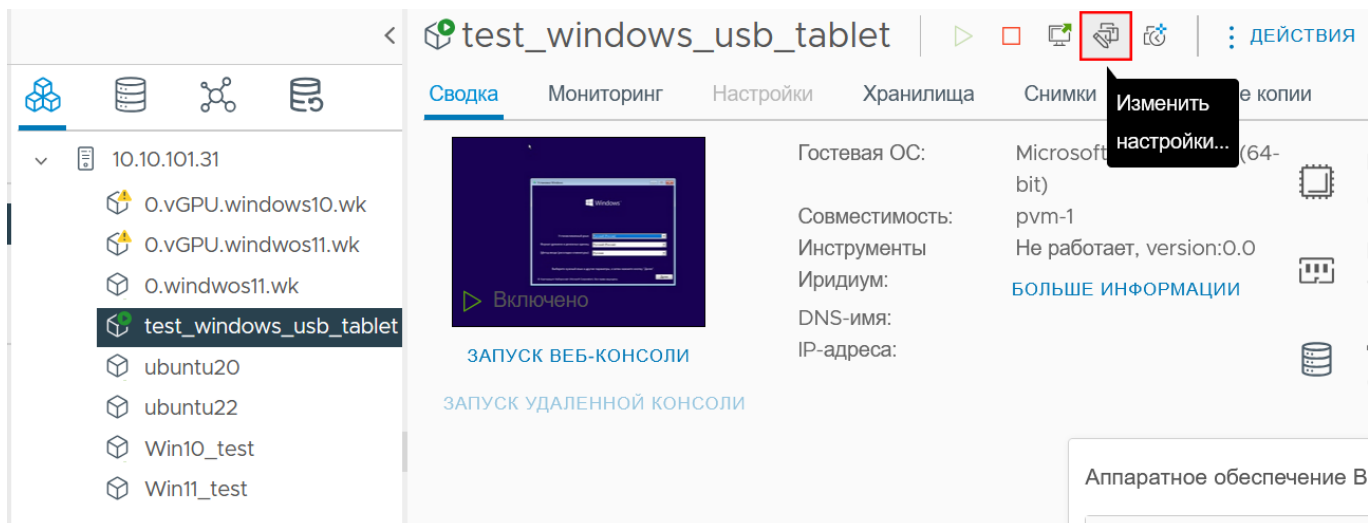 test_windows_usb_tablet
ДЕЙСТВИЯ
Сводка
Мониторинг
Настройки
Хранилища
Снимки
е копии
Изменить
настройки...
10.10.101.31
0.vGPU.windows10.wk
0.vGPU.windwos11.wk
0.windwos11.wk
test_windows_usb_tablet
ubuntu20
ubuntu22
Win10_test
Win11_test
Windows
Включено
ЗАПУСК ВЕБ-КОНСОЛИ
ЗАПУСК УДАЛЕННОЙ КОНСОЛИ
Гостевая ОС:
Microsoft
(64-
bit)
Совместимость:
pvm-1
Инструменты
Иридиум:
Не работает, version:0.0
БОЛЬШЕ ИНФОРМАЦИИ
DNS-имя:
IP-адреса:
Аппаратное обеспечение В